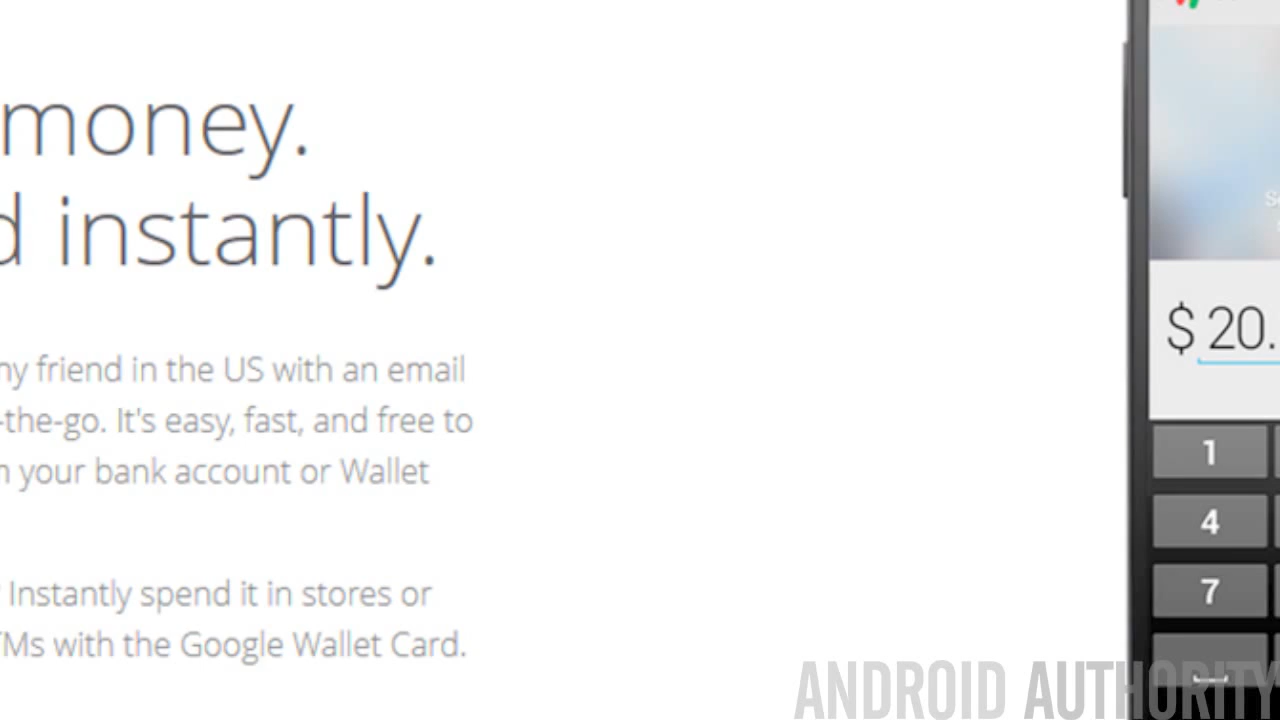 money.
d instantly.
ny friend in the US with an email
-the-go. It's easy, fast, and free to
your bank account or Wallet
Instantly spend it in stores or
TMs with the Google Wallet Card.
$ 20.
1
4
7
ANDROID AUTHORITY